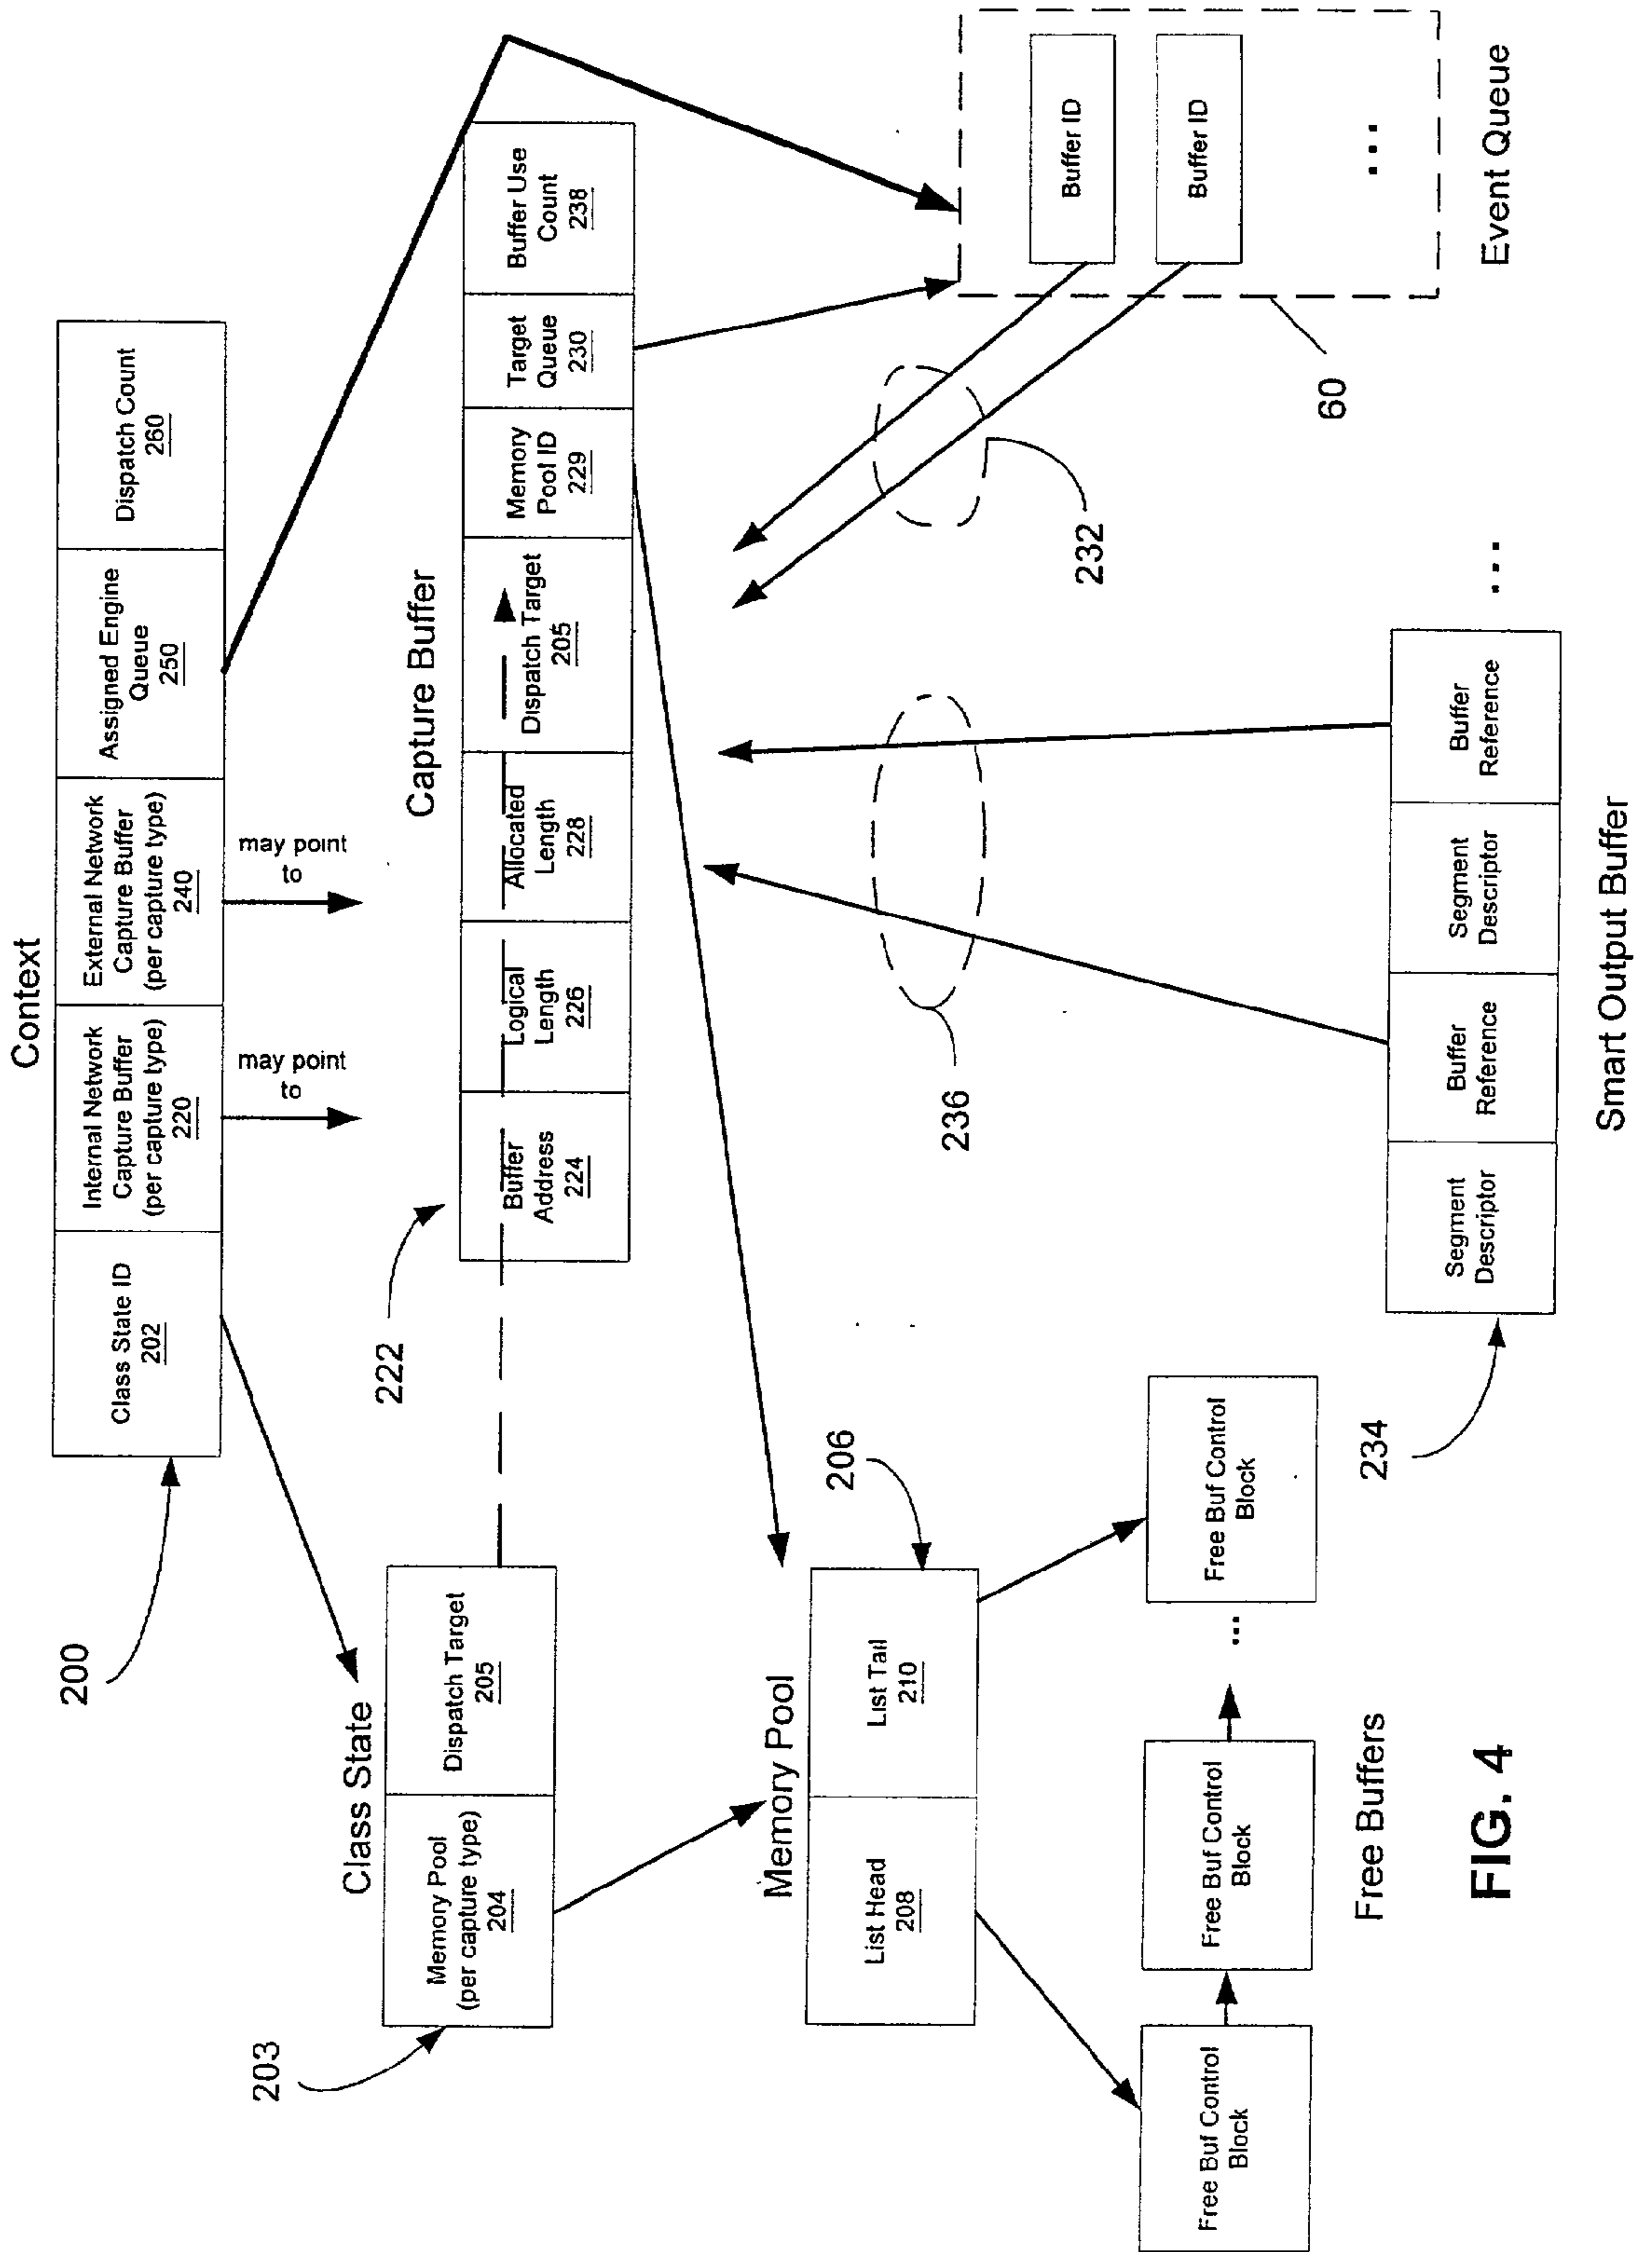 Context
Class State ID
202
Internal Network
Capture Buffer
(per capture type)
220
External Network
Capture Buffer
(per capture type)
240
Assigned Engine
Queue
250
Dispatch Count
260
200
may point
to
may point
to
Class State
Memory Pool
(per capture type)
204
Dispatch Target
205
203
Capture Buffer
222
Buffer
Address
224
Logical
Length
226
Allocated
Length
228
Dispatch Target
205
Memory
Pool ID
229
Target
Queue
230
Buffer Use
Count
238
Memory Pool
List Head
208
List Tail
210
206
236
232
Buffer ID
Buffer ID
...
60
Event Queue
Free Buf Control
Block
Free Buf Control
Block
...
Free Buf Control
Block
Free Buffers
234
Segment
Descriptor
Buffer
Reference
Segment
Descriptor
Buffer
Reference
...
Smart Output Buffer
FIG. 4